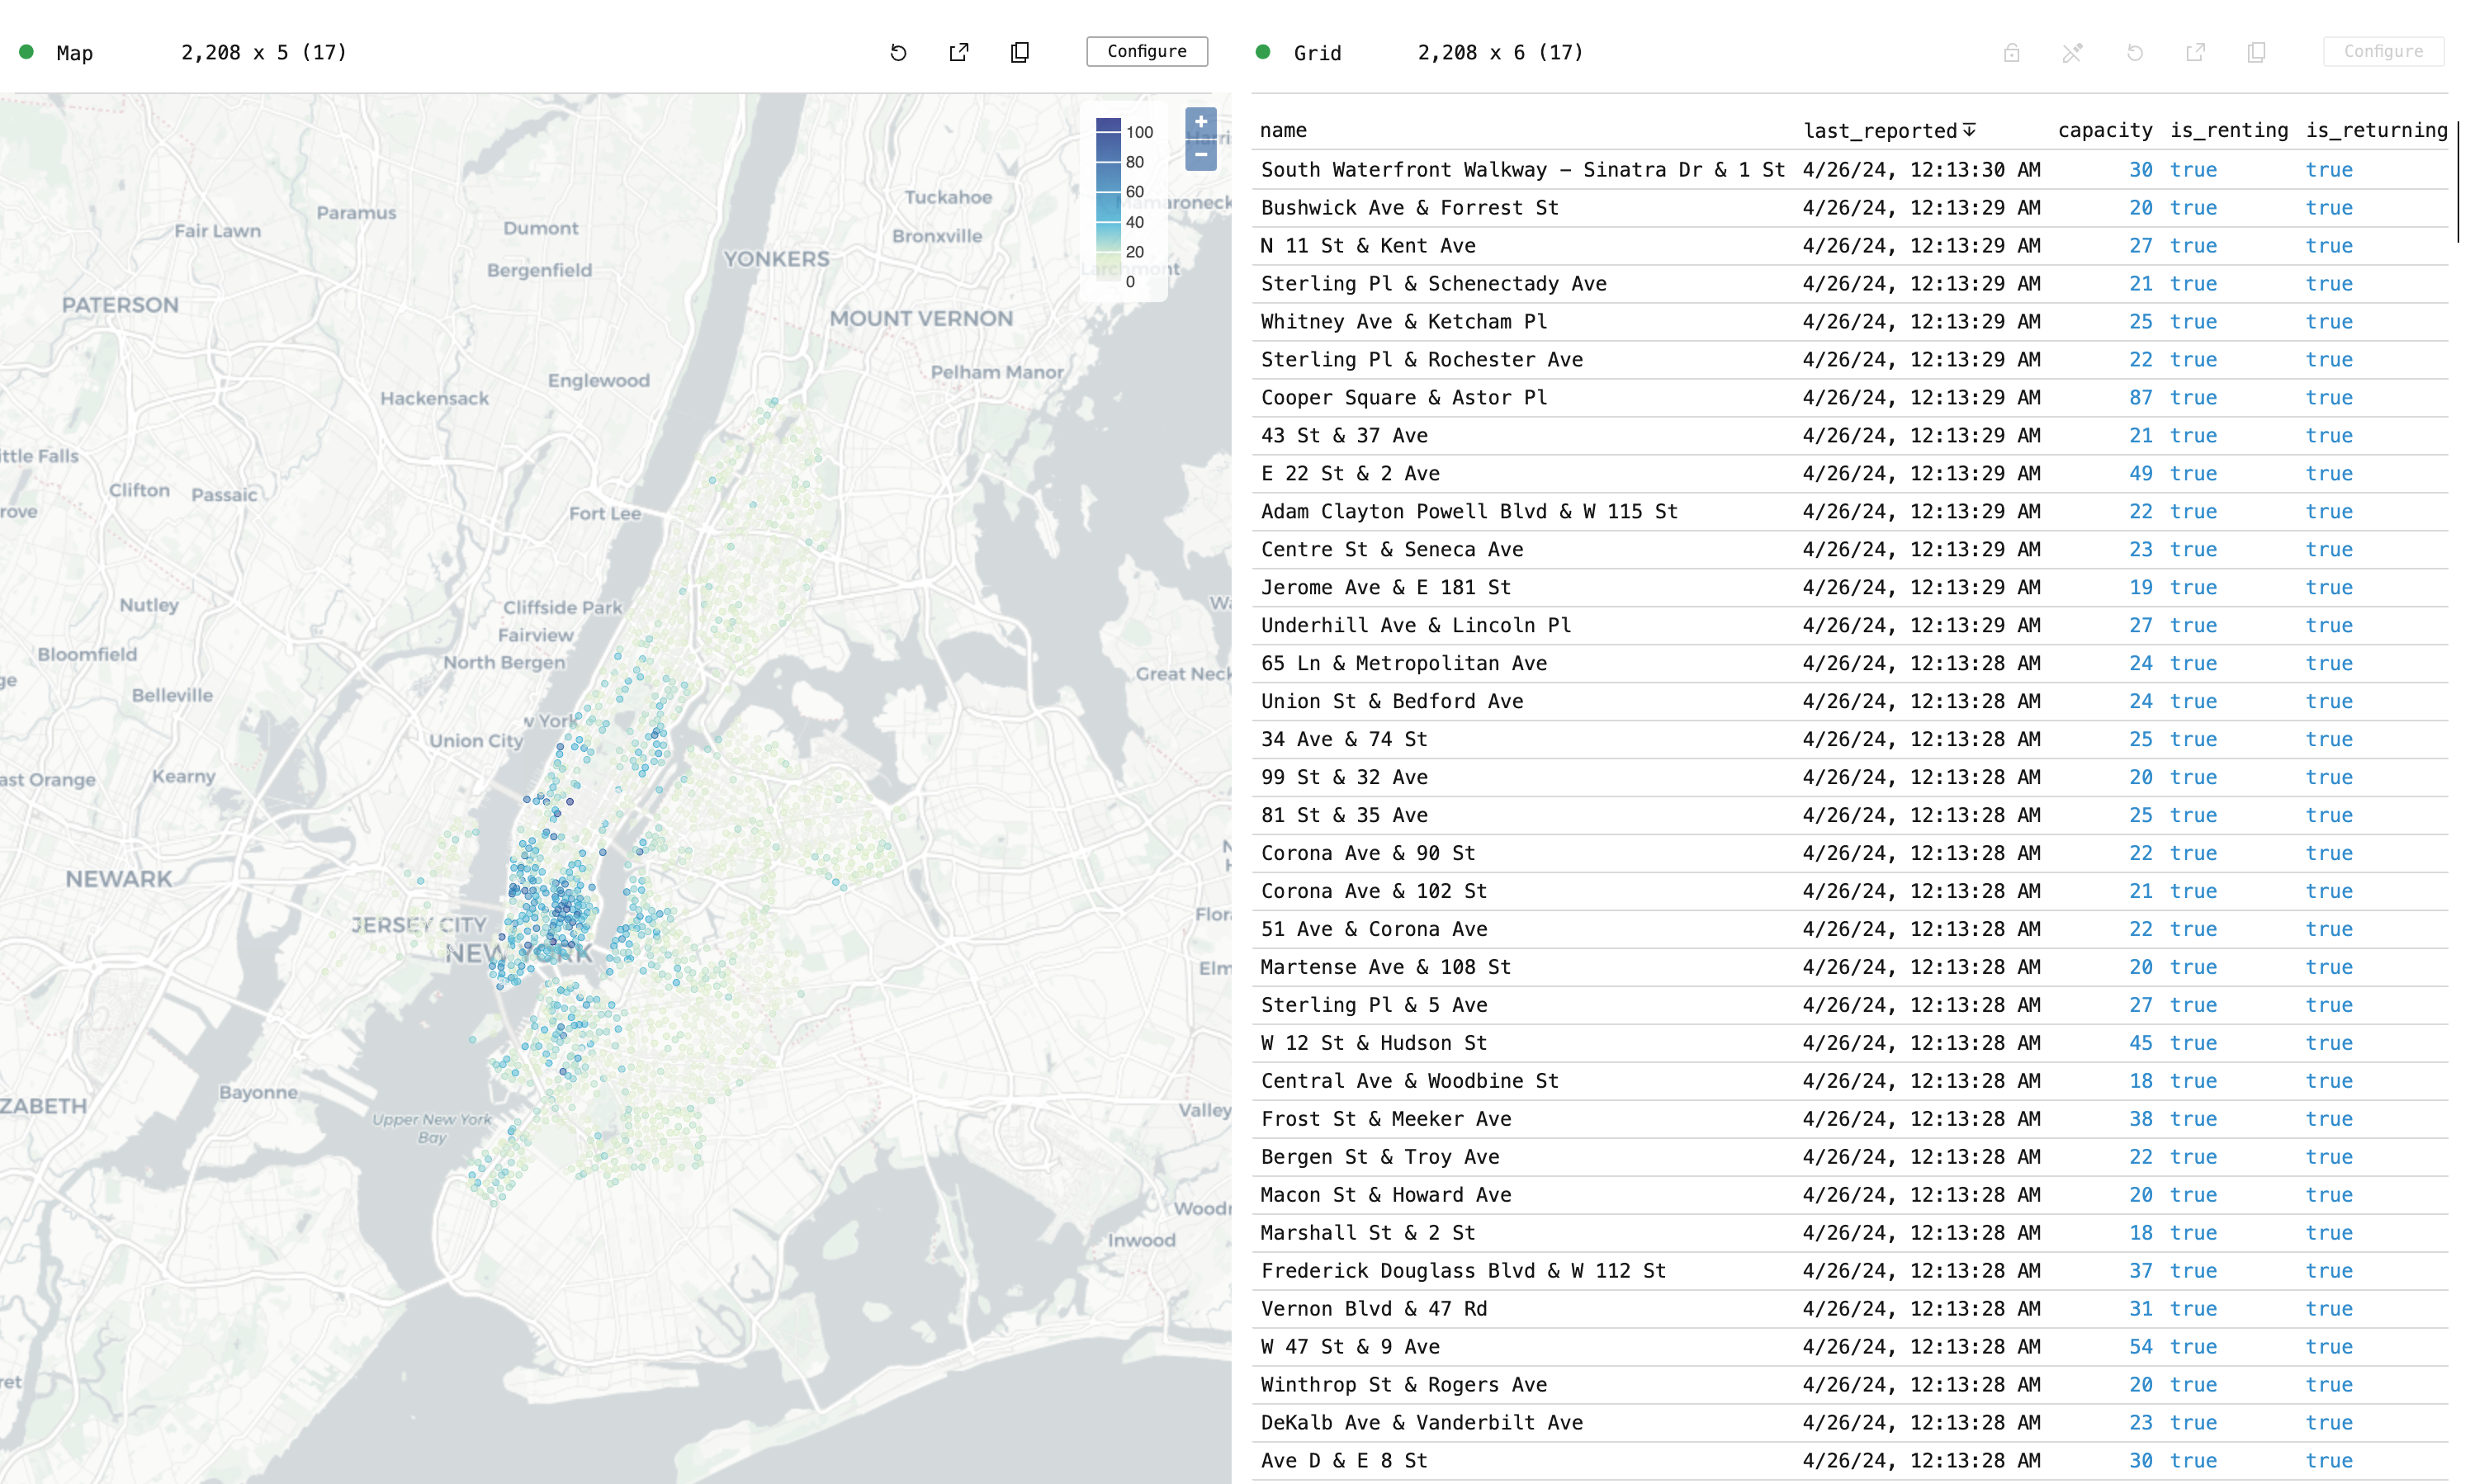 Map 2,208 x 5 (17) Configure
100
80
60
40
20
0
+
−
Tuckahoe
Paramus
Dumont
Fair Lawn
Bronxville
Mamaroneck
YONKERS
Bergenfield
Larchmont
PATERSON
MOUNT VERNON
Pelham Manor
Englewood
Hackensack
ittle Falls
Clifton
Passaic
rove
Fort Lee
Nutley
Cliffside Park
Fairview
Bloomfield
North Bergen
Great Neck
Belleville
w York
Union City
ast Orange
Kearny
NEWARK
JERSEY CITY
NEW YORK
Bayonne
ZABETH
Upper New York
Bay
Valley
Inwood
Grid 2,208 x 6 (17) Configure
name last_reported capacity is_renting is_returning
South Waterfront Walkway – Sinatra Dr & 1 St 4/26/24, 12:13:30 AM 30 true true
Bushwick Ave & Forrest St 4/26/24, 12:13:29 AM 20 true true
N 11 St & Kent Ave 4/26/24, 12:13:29 AM 27 true true
Sterling Pl & Schenectady Ave 4/26/24, 12:13:29 AM 21 true true
Whitney Ave & Ketcham Pl 4/26/24, 12:13:29 AM 25 true true
Sterling Pl & Rochester Ave 4/26/24, 12:13:29 AM 22 true true
Cooper Square & Astor Pl 4/26/24, 12:13:29 AM 87 true true
43 St & 37 Ave 4/26/24, 12:13:29 AM 21 true true
E 22 St & 2 Ave 4/26/24, 12:13:29 AM 49 true true
Adam Clayton Powell Blvd & W 115 St 4/26/24, 12:13:29 AM 22 true true
Centre St & Seneca Ave 4/26/24, 12:13:29 AM 23 true true
Jerome Ave & E 181 St 4/26/24, 12:13:29 AM 19 true true
Underhill Ave & Lincoln Pl 4/26/24, 12:13:29 AM 27 true true
65 Ln & Metropolitan Ave 4/26/24, 12:13:28 AM 24 true true
Union St & Bedford Ave 4/26/24, 12:13:28 AM 24 true true
34 Ave & 74 St 4/26/24, 12:13:28 AM 25 true true
99 St & 32 Ave 4/26/24, 12:13:28 AM 20 true true
81 St & 35 Ave 4/26/24, 12:13:28 AM 25 true true
Corona Ave & 90 St 4/26/24, 12:13:28 AM 22 true true
Corona Ave & 102 St 4/26/24, 12:13:28 AM 21 true true
51 Ave & Corona Ave 4/26/24, 12:13:28 AM 22 true true
Martense Ave & 108 St 4/26/24, 12:13:28 AM 20 true true
Sterling Pl & 5 Ave 4/26/24, 12:13:28 AM 27 true true
W 12 St & Hudson St 4/26/24, 12:13:28 AM 45 true true
Central Ave & Woodbine St 4/26/24, 12:13:28 AM 18 true true
Frost St & Meeker Ave 4/26/24, 12:13:28 AM 38 true true
Bergen St & Troy Ave 4/26/24, 12:13:28 AM 22 true true
Macon St & Howard Ave 4/26/24, 12:13:28 AM 20 true true
Marshall St & 2 St 4/26/24, 12:13:28 AM 18 true true
Frederick Douglass Blvd & W 112 St 4/26/24, 12:13:28 AM 37 true true
Vernon Blvd & 47 Rd 4/26/24, 12:13:28 AM 31 true true
W 47 St & 9 Ave 4/26/24, 12:13:28 AM 54 true true
Winthrop St & Rogers Ave 4/26/24, 12:13:28 AM 20 true true
DeKalb Ave & Vanderbilt Ave 4/26/24, 12:13:28 AM 23 true true
Ave D & E 8 St 4/26/24, 12:13:28 AM 30 true true